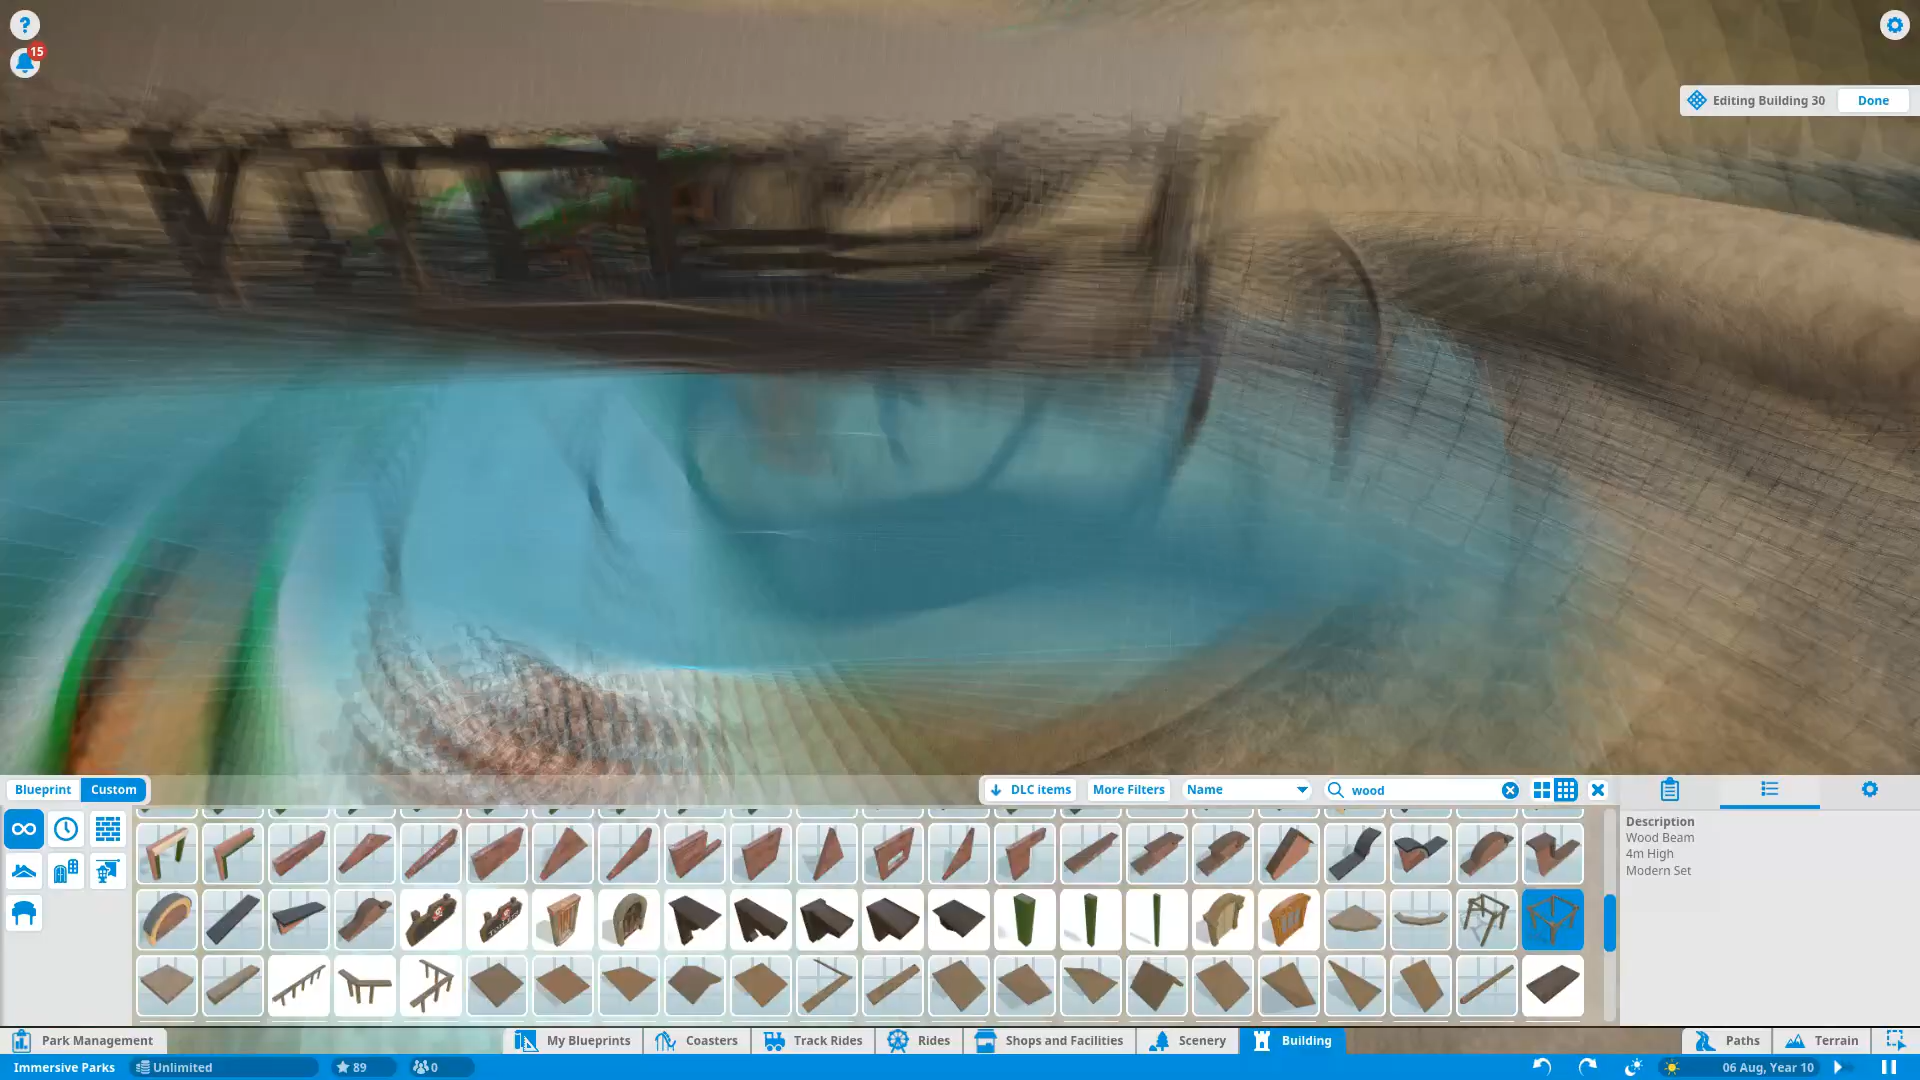 ?
15
Editing Building 30
Done
Blueprint
Custom
DLC items
More Filters
Name
wood
Description
Wood Beam
4m High
Modern Set
Park Management
My Blueprints
Coasters
Track Rides
Rides
Shops and Facilities
Scenery
Building
Paths
Terrain
Immersive Parks
Unlimited
89
0
06 Aug, Year 10